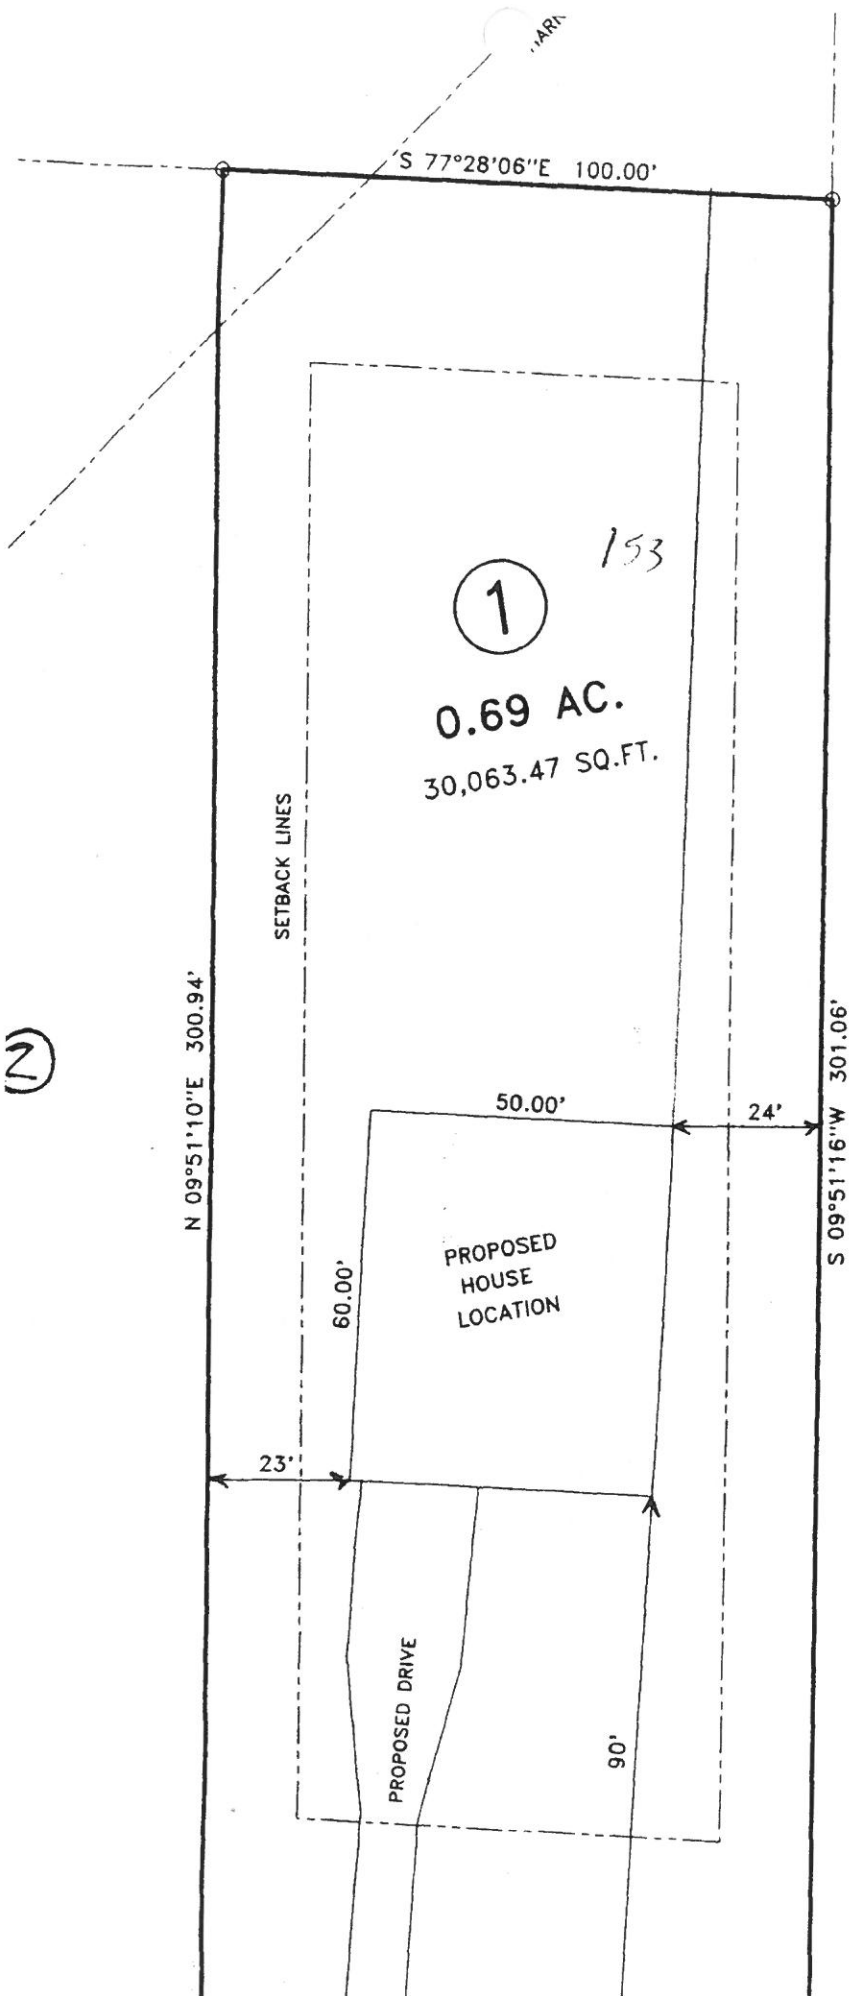 S 77°28'06"E 100.00'
153
1
0.69 AC.
30,063.47 SQ.FT.
SETBACK LINES
N 09°51'10"E 300.94'
S 09°51'16"W 301.06'
2
50.00'
24'
60.00'
PROPOSED
HOUSE
LOCATION
23'
PROPOSED DRIVE
90'